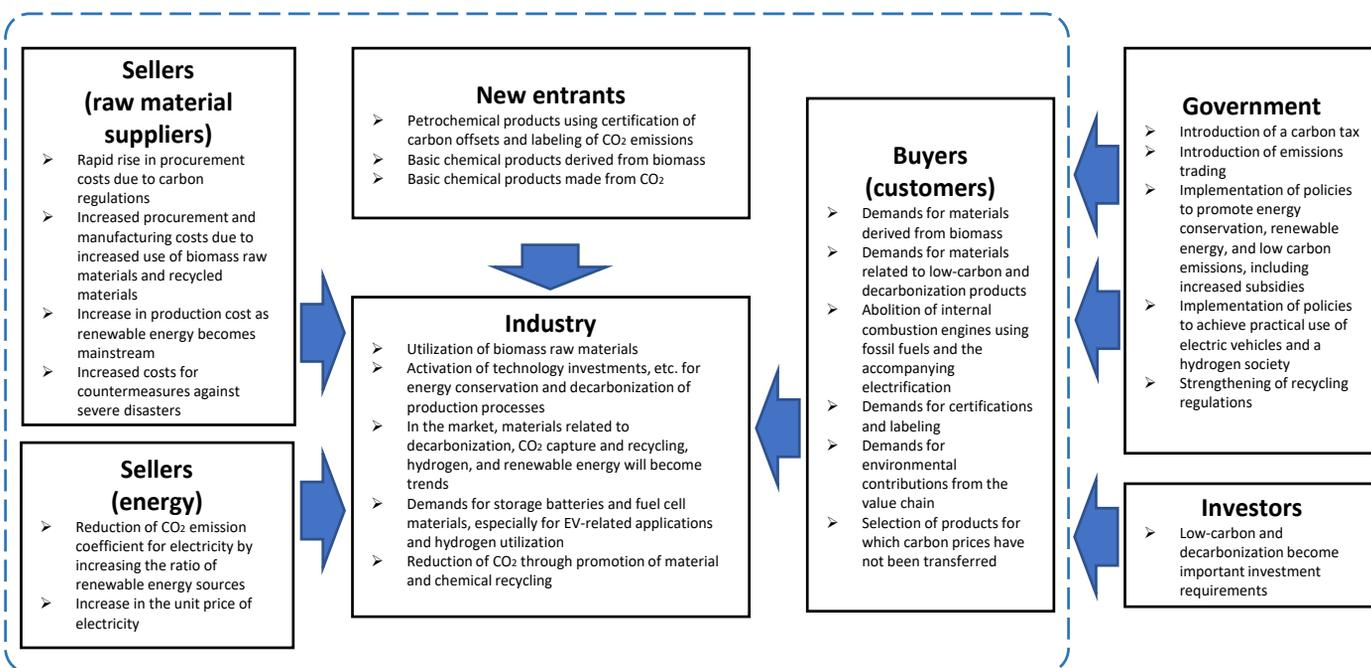 Sellers
(raw material
suppliers)
➢ Rapid rise in procurement
costs due to carbon
regulations
➢ Increased procurement and
manufacturing costs due to
increased use of biomass raw
materials and recycled
materials
➢ Increase in production cost as
renewable energy becomes
mainstream
➢ Increased costs for
countermeasures against
severe disasters
Sellers
(energy)
➢ Reduction of CO₂ emission
coefficient for electricity by
increasing the ratio of
renewable energy sources
➢ Increase in the unit price of
electricity
New entrants
➢ Petrochemical products using certification of
carbon offsets and labeling of CO₂ emissions
➢ Basic chemical products derived from biomass
➢ Basic chemical products made from CO₂
Industry
➢ Utilization of biomass raw materials
➢ Activation of technology investments, etc. for
energy conservation and decarbonization of
production processes
➢ In the market, materials related to
decarbonization, CO₂ capture and recycling,
hydrogen, and renewable energy will become
trends
➢ Demands for storage batteries and fuel cell
materials, especially for EV-related applications
and hydrogen utilization
➢ Reduction of CO₂ through promotion of material
and chemical recycling
Buyers
(customers)
➢ Demands for materials
derived from biomass
➢ Demands for materials
related to low-carbon and
decarbonization products
➢ Abolition of internal
combustion engines using
fossil fuels and the
accompanying
electrification
➢ Demands for certifications
and labeling
➢ Demands for
environmental
contributions from the
value chain
➢ Selection of products for
which carbon prices have
not been transferred
Government
➢ Introduction of a carbon tax
➢ Introduction of emissions
trading
➢ Implementation of policies
to promote energy
conservation, renewable
energy, and low carbon
emissions, including
increased subsidies
➢ Implementation of policies
to achieve practical use of
electric vehicles and a
hydrogen society
➢ Strengthening of recycling
regulations
Investors
➢ Low-carbon and
decarbonization become
important investment
requirements